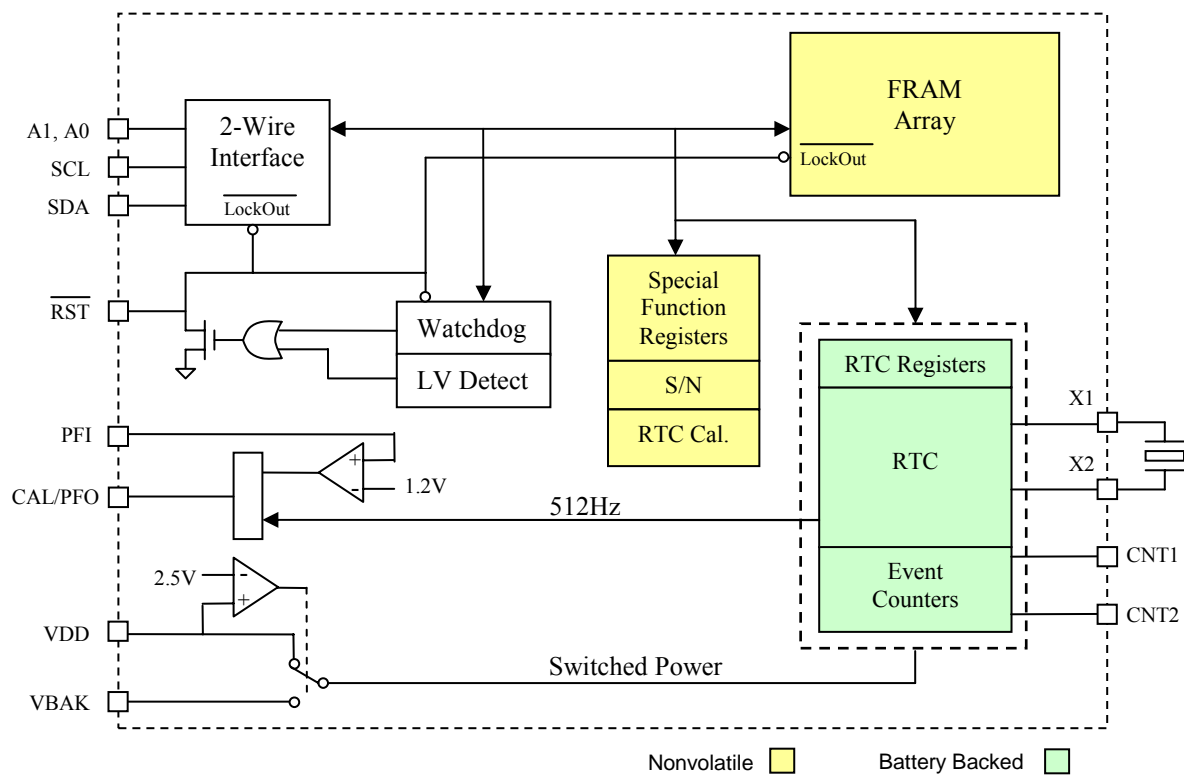 FRAM
Array
LockOut
A1, A0
SCL
SDA
2-Wire
Interface
LockOut
RST
Watchdog
LV Detect
Special
Function
Registers
S/N
RTC Cal.
RTC Registers
RTC
Event
Counters
X1
X2
CNT1
CNT2
PFI
CAL/PFO
+
-
1.2V
512Hz
2.5V
-
+
VDD
VBAK
Switched Power
Nonvolatile
Battery Backed